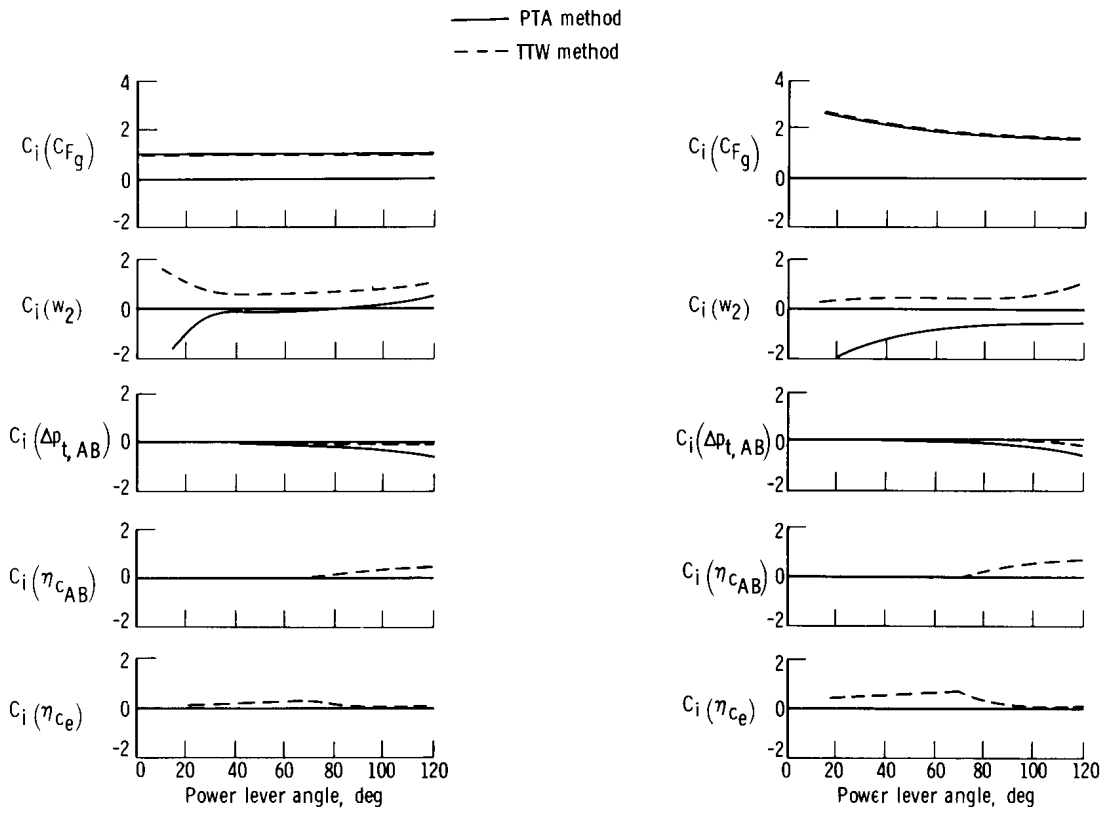 PTA method
TTW method
4
2
0
-2
C_i(C_Fg)
2
0
-2
C_i(w_2)
2
0
-2
C_i(Δp_t, AB)
2
0
-2
C_i(η_cAB)
2
0
-2
C_i(η_ce)
0 20 40 60 80 100 120
Power lever angle, deg
4
2
0
-2
C_i(C_Fg)
2
0
-2
C_i(w_2)
2
0
-2
C_i(Δp_t, AB)
2
0
-2
C_i(η_cAB)
2
0
-2
C_i(η_ce)
0 20 40 60 80 100 120
Power lever angle, deg